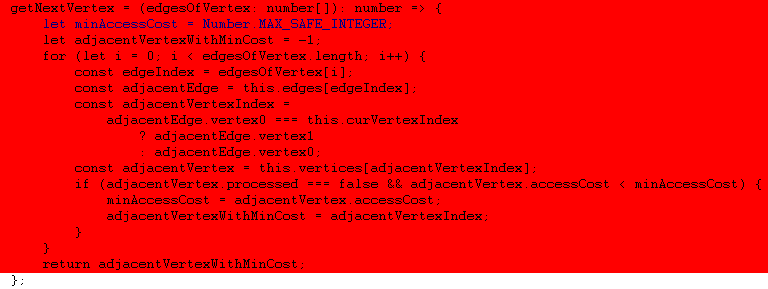 getNextVertex = (edgesOfVertex: number[]): number => {
let minAccessCost = Number.MAX_SAFE_INTEGER;
let adjacentVertexWithMinCost = -1;
for (let i = 0; i < edgesOfVertex.length; i++) {
const edgeIndex = edgesOfVertex[i];
const adjacentEdge = this.edges[edgeIndex];
const adjacentVertexIndex =
adjacentEdge.vertex0 === this.curVertexIndex
? adjacentEdge.vertex1
: adjacentEdge.vertex0;
const adjacentVertex = this.vertices[adjacentVertexIndex];
if (adjacentVertex.processed === false && adjacentVertex.accessCost < minAccessCost) {
minAccessCost = adjacentVertex.accessCost;
adjacentVertexWithMinCost = adjacentVertexIndex;
}
}
return adjacentVertexWithMinCost;
};